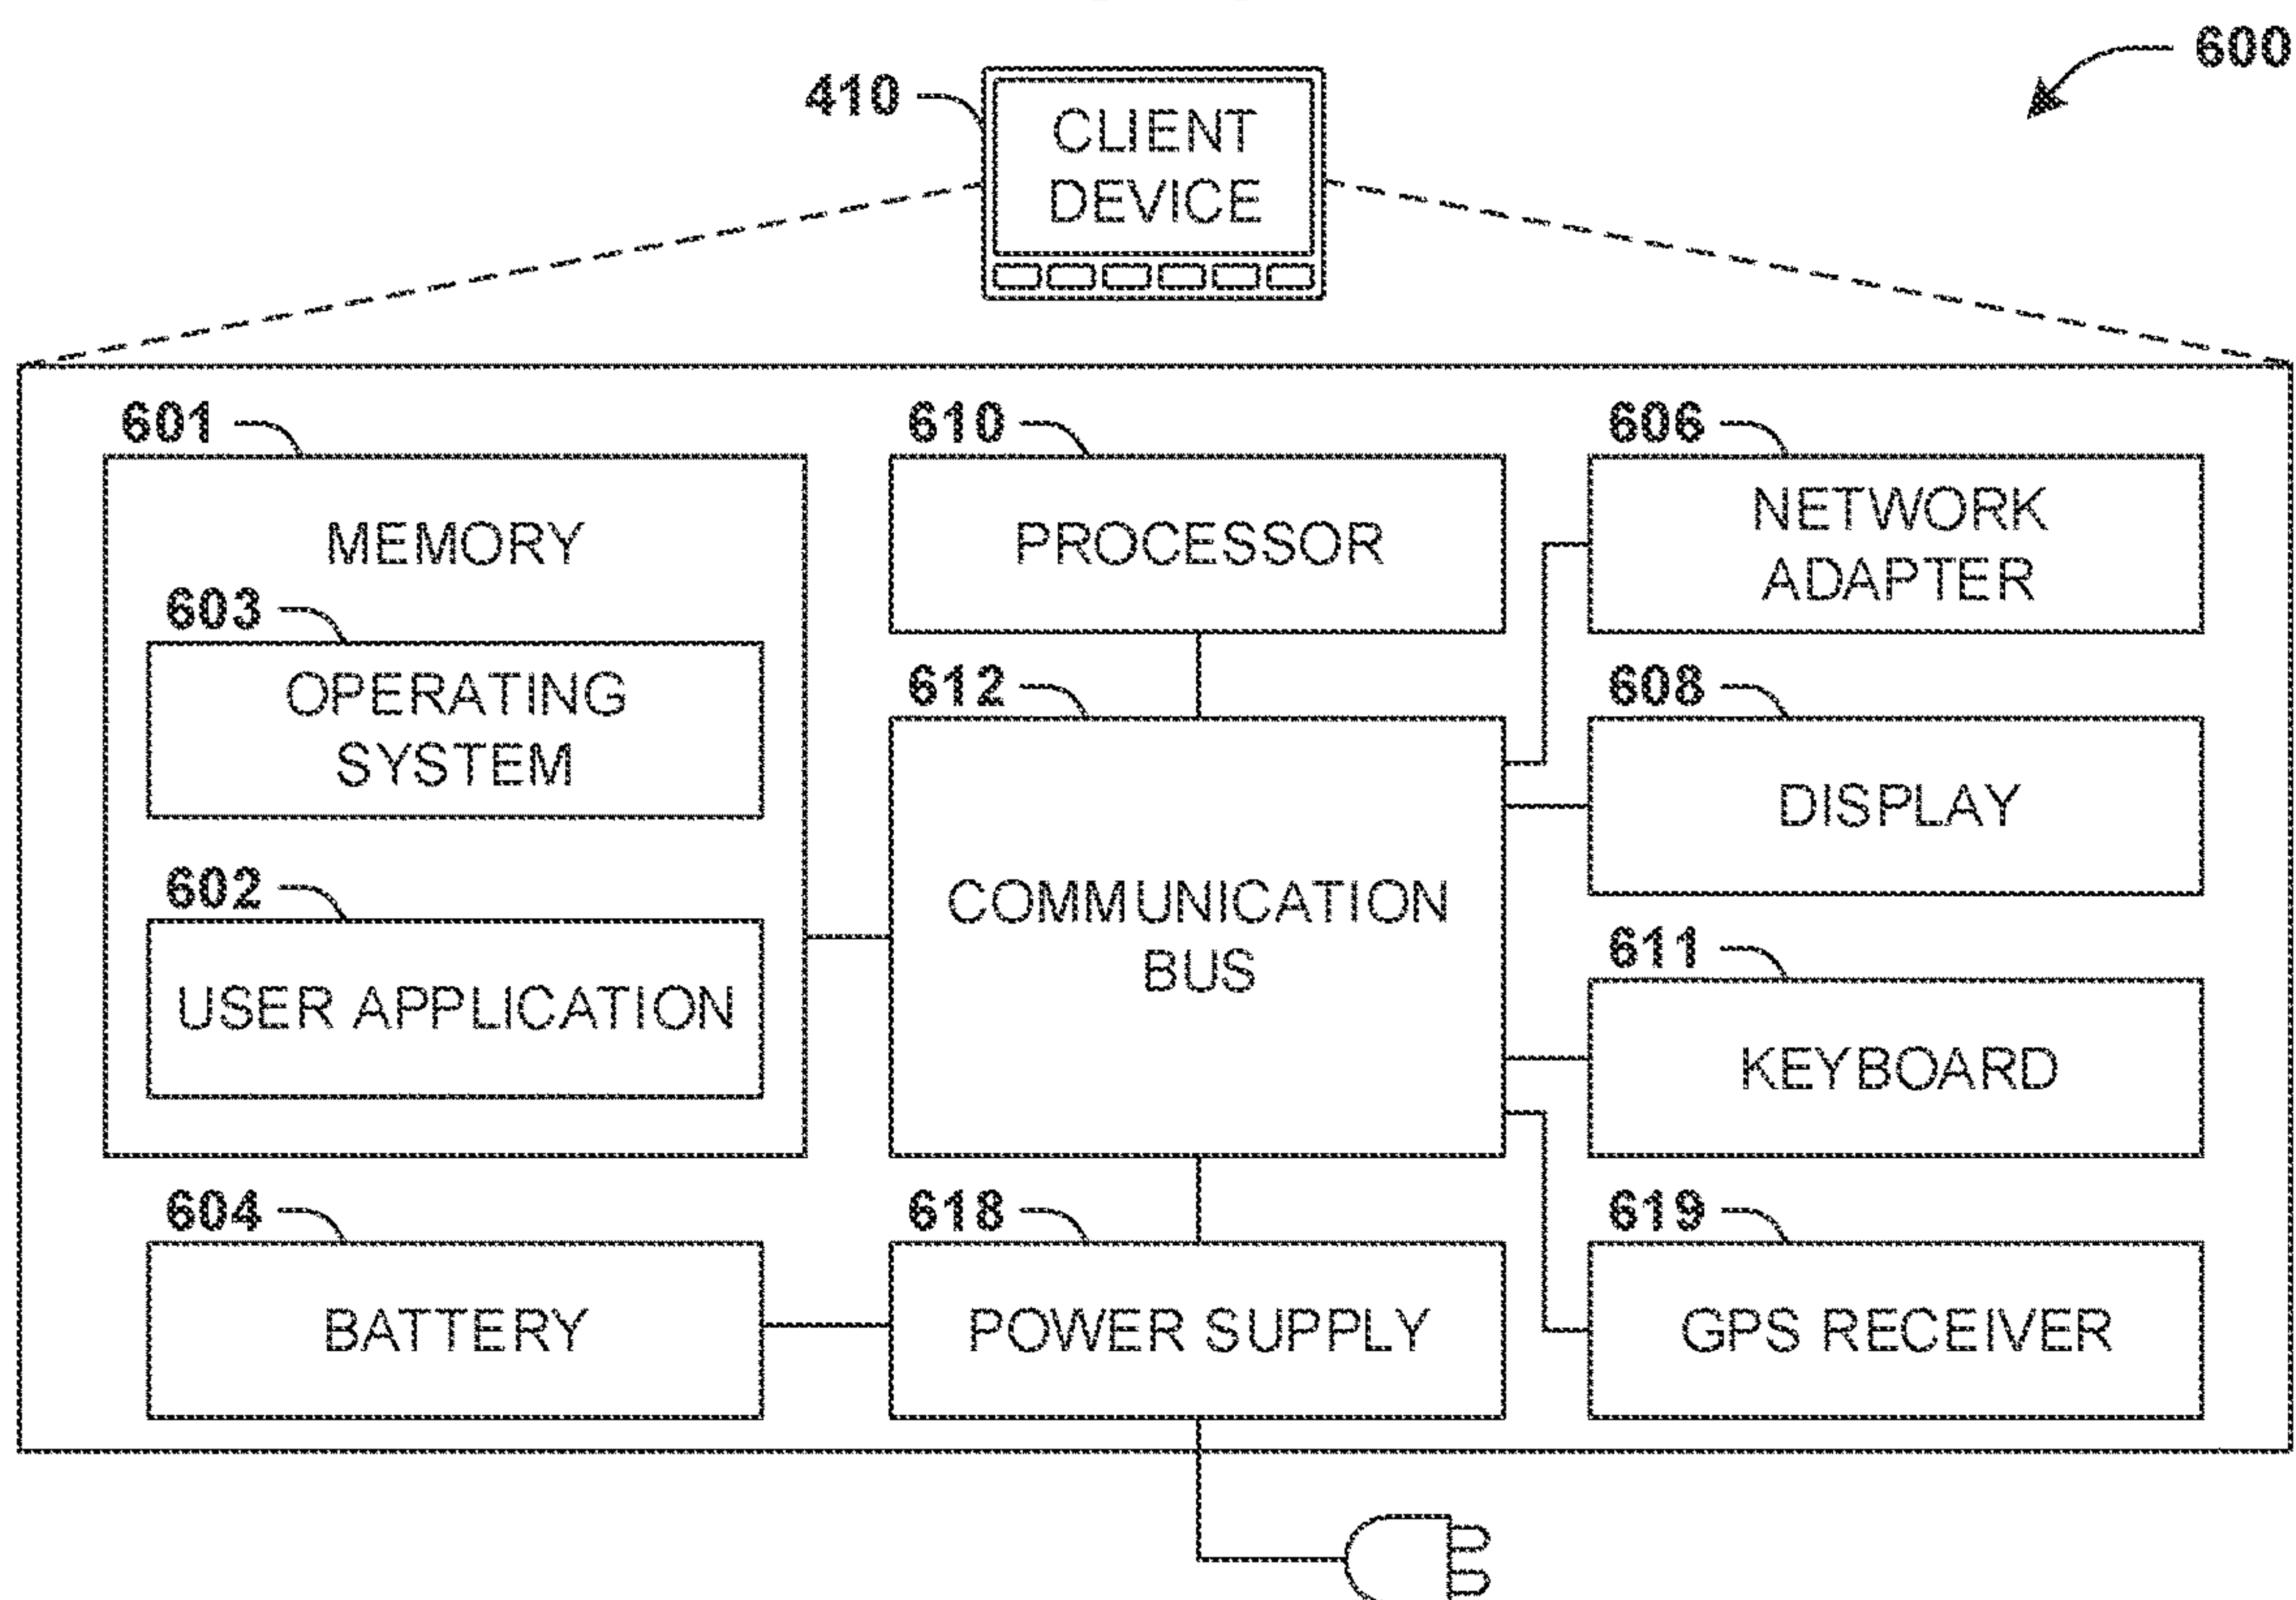 600
410
CLIENT
DEVICE
601
MEMORY
603
OPERATING
SYSTEM
602
USER APPLICATION
604
BATTERY
610
PROCESSOR
612
COMMUNICATION
BUS
618
POWER SUPPLY
606
NETWORK
ADAPTER
608
DISPLAY
611
KEYBOARD
619
GPS RECEIVER